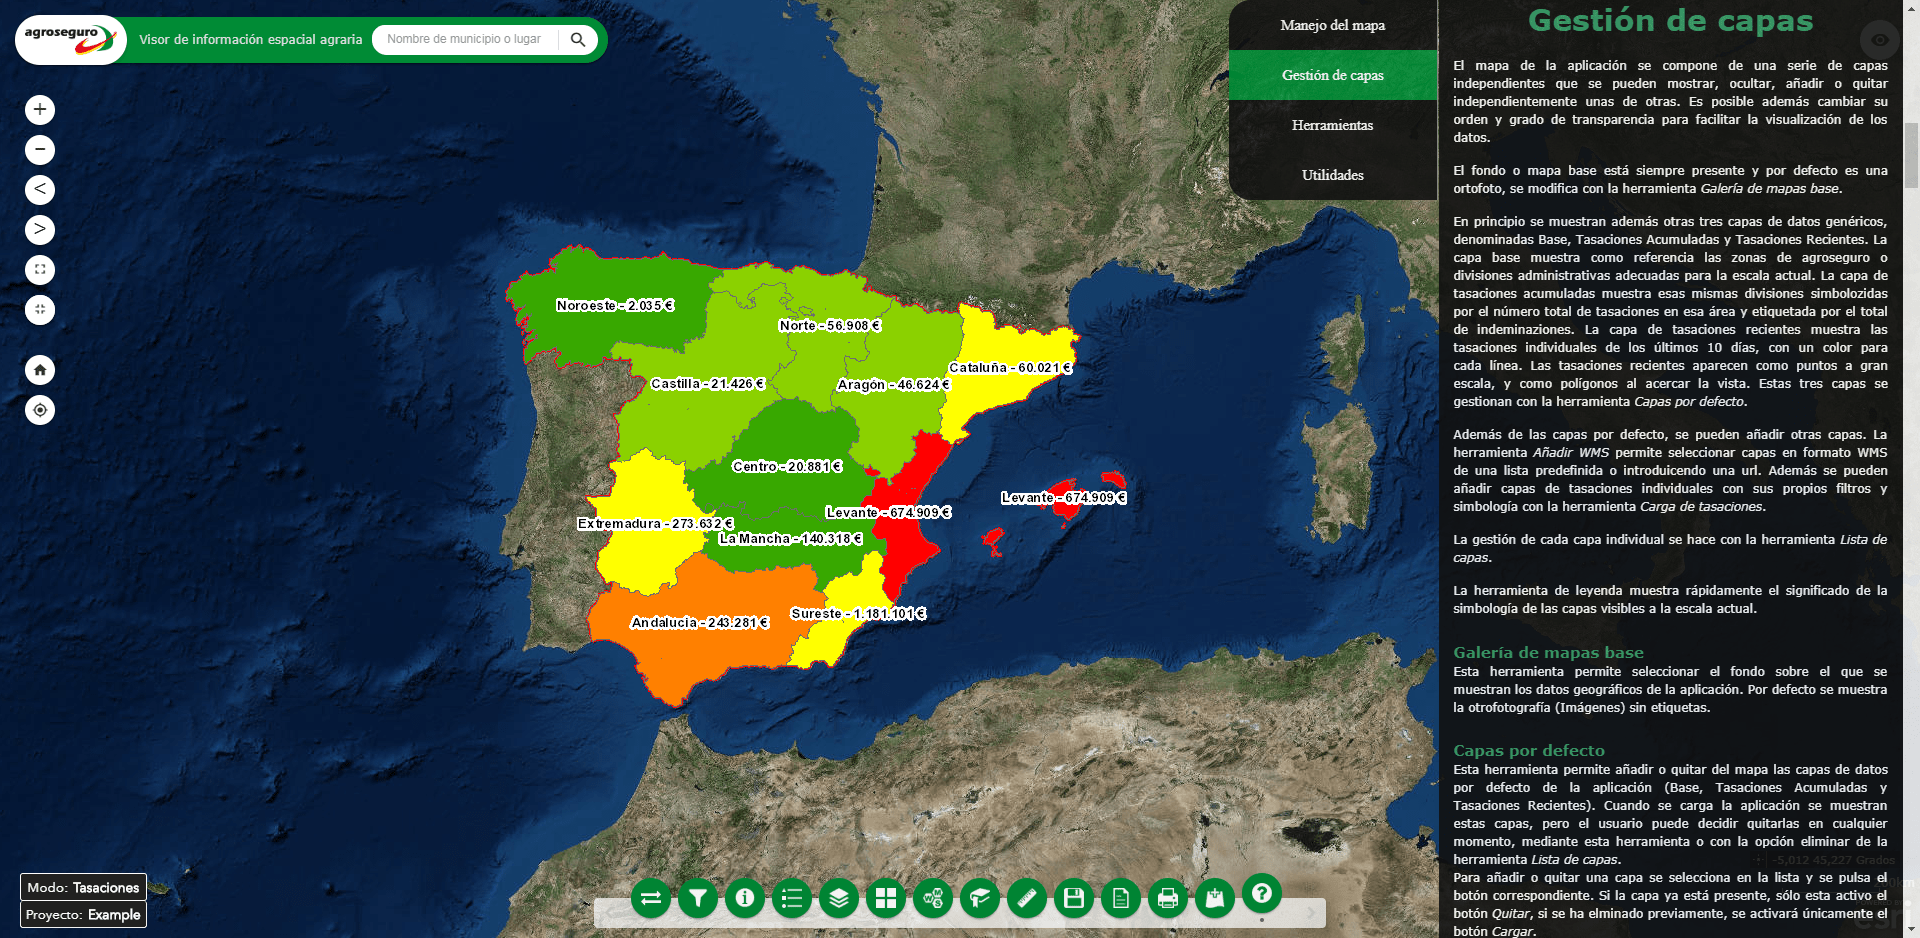 agroseguro
Visor de información espacial agraria
Nombre de municipio o lugar
Manejo del mapa
Gestión de capas
Herramientas
Utilidades
Noroeste - 2.035 €
Norte - 56.908 €
Cataluña - 60.021 €
Castilla - 21.426 €
Aragón - 46.624 €
Centro - 20.881 €
Levante - 674.909 €
Levante - 674.909 €
Extremadura - 273.632 €
La Mancha - 140.318 €
Sureste - 1.181.101 €
Andalucia - 243.281 €
Modo: Tasaciones
Proyecto: Example
Gestión de capas
El mapa de la aplicación se compone de una serie de capas
independientes que se pueden mostrar, ocultar, añadir o quitar
independientemente unas de otras. Es posible además cambiar su
orden y grado de transparencia para facilitar la visualización de los
datos.
El fondo o mapa base está siempre presente y por defecto es una
ortofoto, se modifica con la herramienta Galería de mapas base.
En principio se muestran además otras tres capas de datos genéricos,
denominadas Base, Tasaciones Acumuladas y Tasaciones Recientes. La
capa base muestra como referencia las zonas de agroseguro o
divisiones administrativas adecuadas para la escala actual. La capa de
tasaciones acumuladas muestra esas mismas divisiones simbolozidas
por el número total de tasaciones en esa área y etiquetada por el total
de indeminaziones. La capa de tasaciones recientes muestra las
tasaciones individuales de los últimos 10 días, con un color para
cada línea. Las tasaciones recientes aparecen como puntos a gran
escala, y como polígonos al acercar la vista. Estas tres capas se
gestionan con la herramienta Capas por defecto.
Además de las capas por defecto, se pueden añadir otras capas. La
herramienta Añadir WMS permite seleccionar capas en formato WMS
de una lista predefinida o introduciendo una url. Además se pueden
añadir capas de tasaciones individuales con sus propios filtros y
simbología con la herramienta Carga de tasaciones.
La gestión de cada capa individual se hace con la herramienta Lista de
capas.
La herramienta de leyenda muestra rápidamente el significado de la
simbología de las capas visibles a la escala actual.
Galería de mapas base
Esta herramienta permite seleccionar el fondo sobre el que se
muestran los datos geográficos de la aplicación. Por defecto se muestra
la otrofotografía (Imágenes) sin etiquetas.
Capas por defecto
Esta herramienta permite añadir o quitar del mapa las capas de datos
por defecto de la aplicación (Base, Tasaciones Acumuladas y
Tasaciones Recientes). Cuando se carga la aplicación se muestran
estas capas, pero el usuario puede decidir quitarlas en cualquier
momento, mediante esta herramienta o con la opción eliminar de la
herramienta Lista de capas.
-5,012 45,227 Grados
Para añadir o quitar una capa se selecciona en la lista y se pulsa el
botón correspondiente. Si la capa ya está presente, sólo esta activo el
botón Quitar, si se ha elminado previamente, se activará únicamente el
botón Cargar.